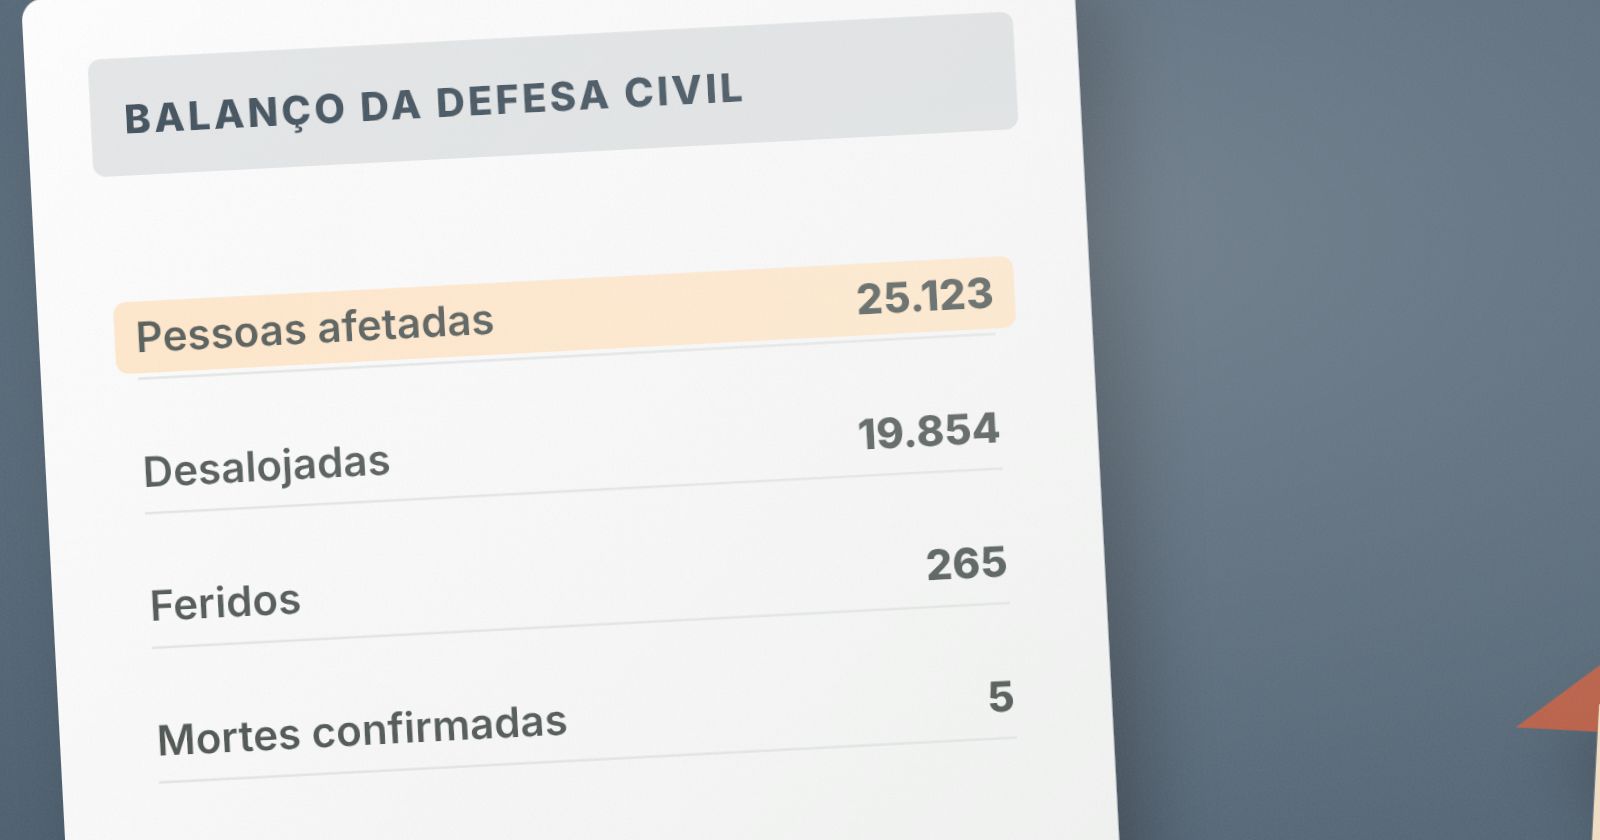 BALANÇO DA DEFESA CIVIL
Pessoas afetadas 25.123
Desalojadas 19.854
Feridos 265
Mortes confirmadas 5